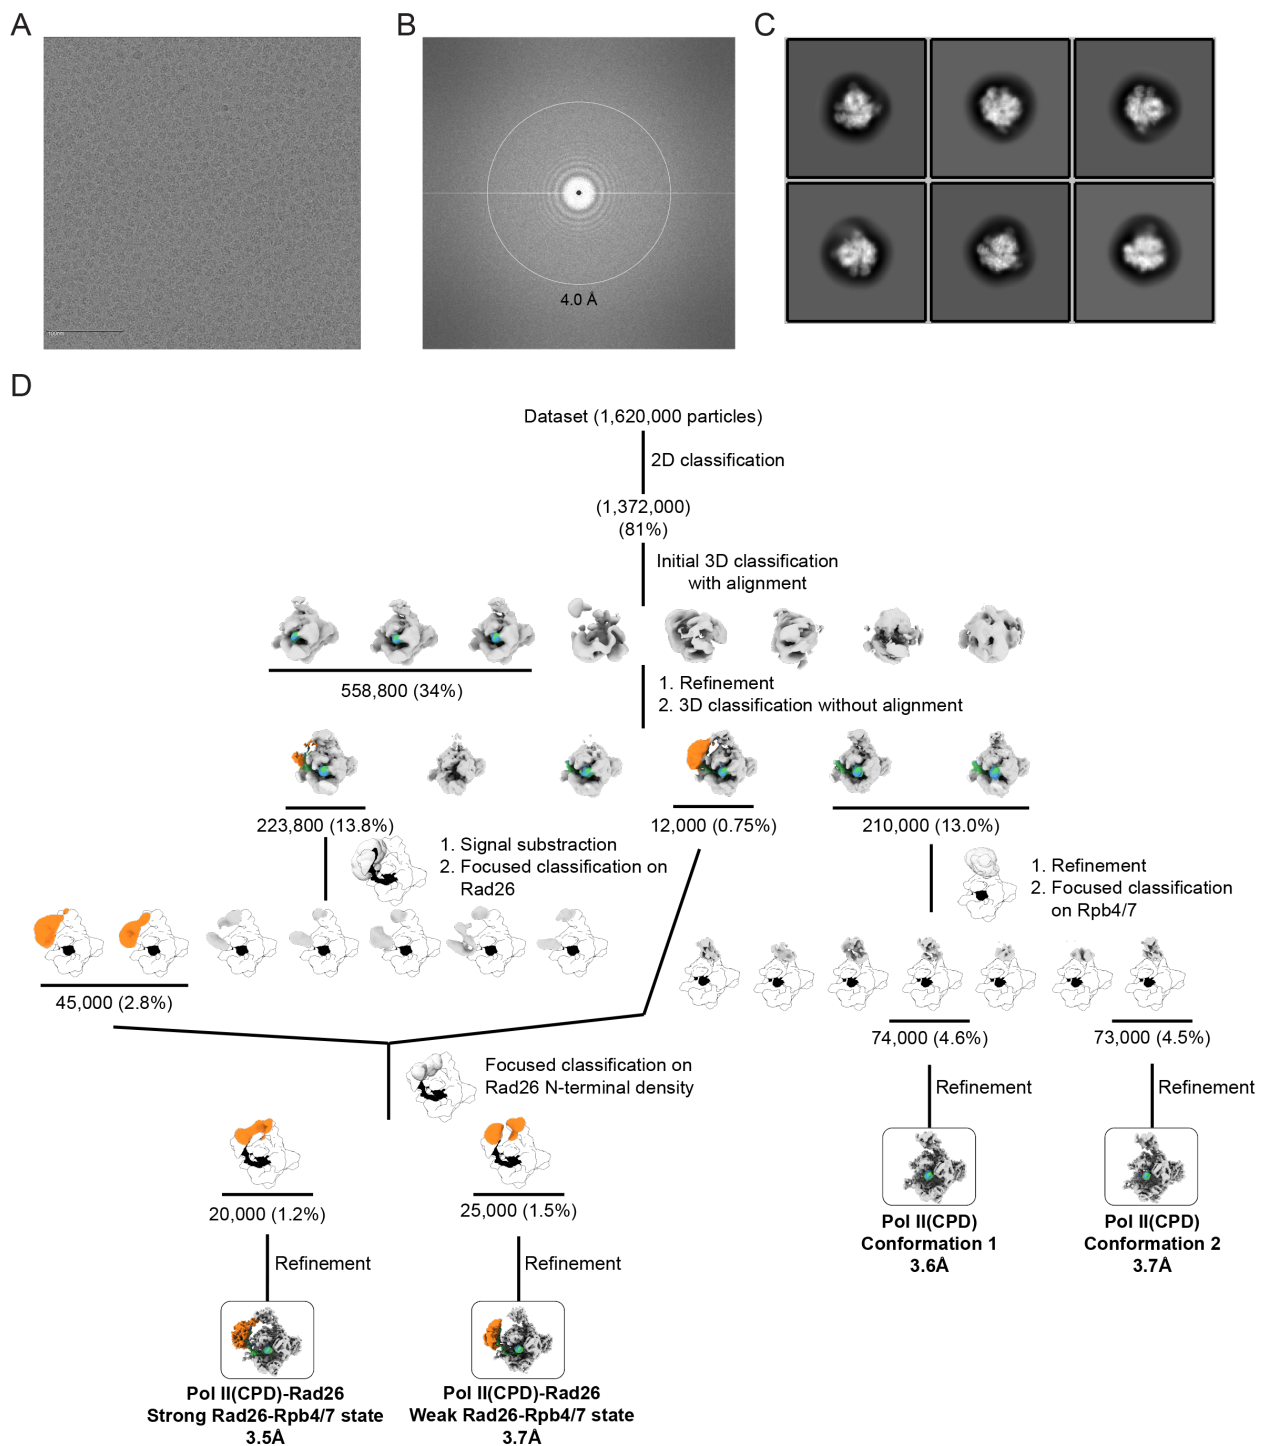 A
B
C
100nm
4.0 Å
D
Dataset (1,620,000 particles)
2D classification
(1,372,000)
(81%)
Initial 3D classification
with alignment
558,800 (34%)
1. Refinement
2. 3D classification without alignment
223,800 (13.8%)
12,000 (0.75%)
210,000 (13.0%)
1. Signal substraction
2. Focused classification on
Rad26
1. Refinement
2. Focused classification
on Rpb4/7
45,000 (2.8%)
74,000 (4.6%)
73,000 (4.5%)
Focused classification on
Rad26 N-terminal density
Refinement
Refinement
20,000 (1.2%)
25,000 (1.5%)
Pol II(CPD)
Conformation 1
3.6Å
Pol II(CPD)
Conformation 2
3.7Å
Refinement
Refinement
Pol II(CPD)-Rad26
Strong Rad26-Rpb4/7 state
3.5Å
Pol II(CPD)-Rad26
Weak Rad26-Rpb4/7 state
3.7Å